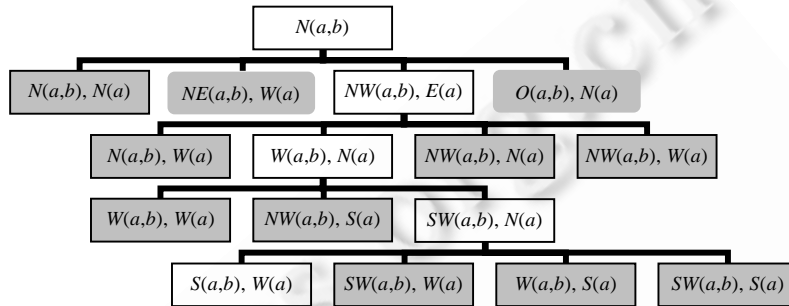 N(a,b)
N(a,b), N(a) NE(a,b), W(a) NW(a,b), E(a) O(a,b), N(a)
N(a,b), W(a) W(a,b), N(a) NW(a,b), N(a) NW(a,b), W(a)
W(a,b), W(a) NW(a,b), S(a) SW(a,b), N(a)
S(a,b), W(a) SW(a,b), W(a) W(a,b), S(a) SW(a,b), S(a)